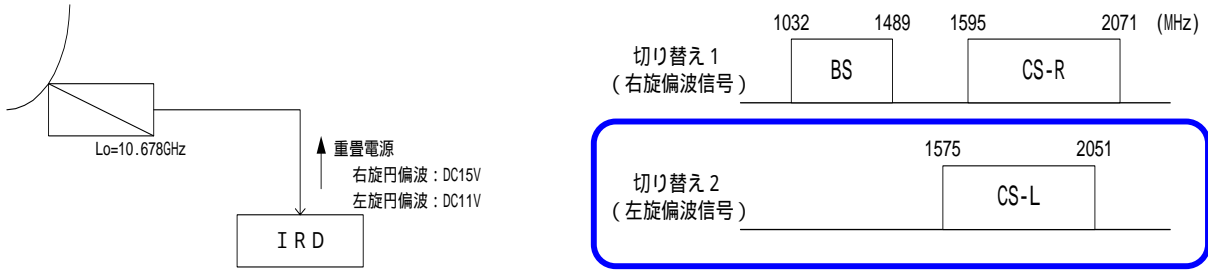 Lo=10.678GHz
重畳電源
右旋円偏波：DC15V
左旋円偏波：DC11V
ＩＲＤ
1032 1489 1595 2071 (MHz)
切り替え１
（右旋偏波信号）
BS CS-R
1575 2051
切り替え２
（左旋偏波信号）
CS-L